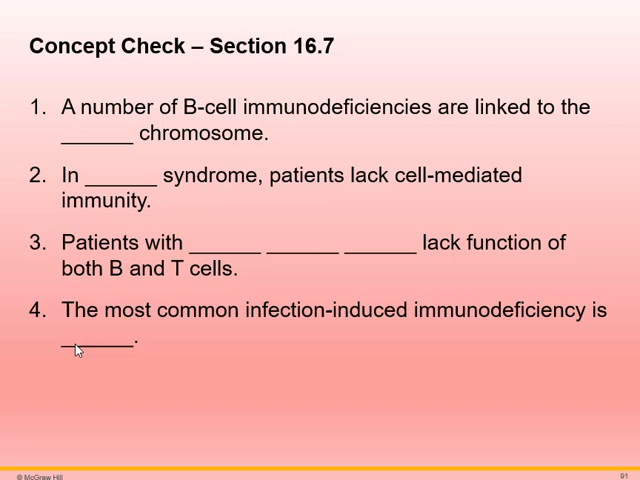 Concept Check – Section 16.7
1. A number of B-cell immunodeficiencies are linked to the
______ chromosome.
2. In ______ syndrome, patients lack cell-mediated
immunity.
3. Patients with ______ ______ ______ lack function of
both B and T cells.
4. The most common infection-induced immunodeficiency is
______.
© McGraw Hill
91